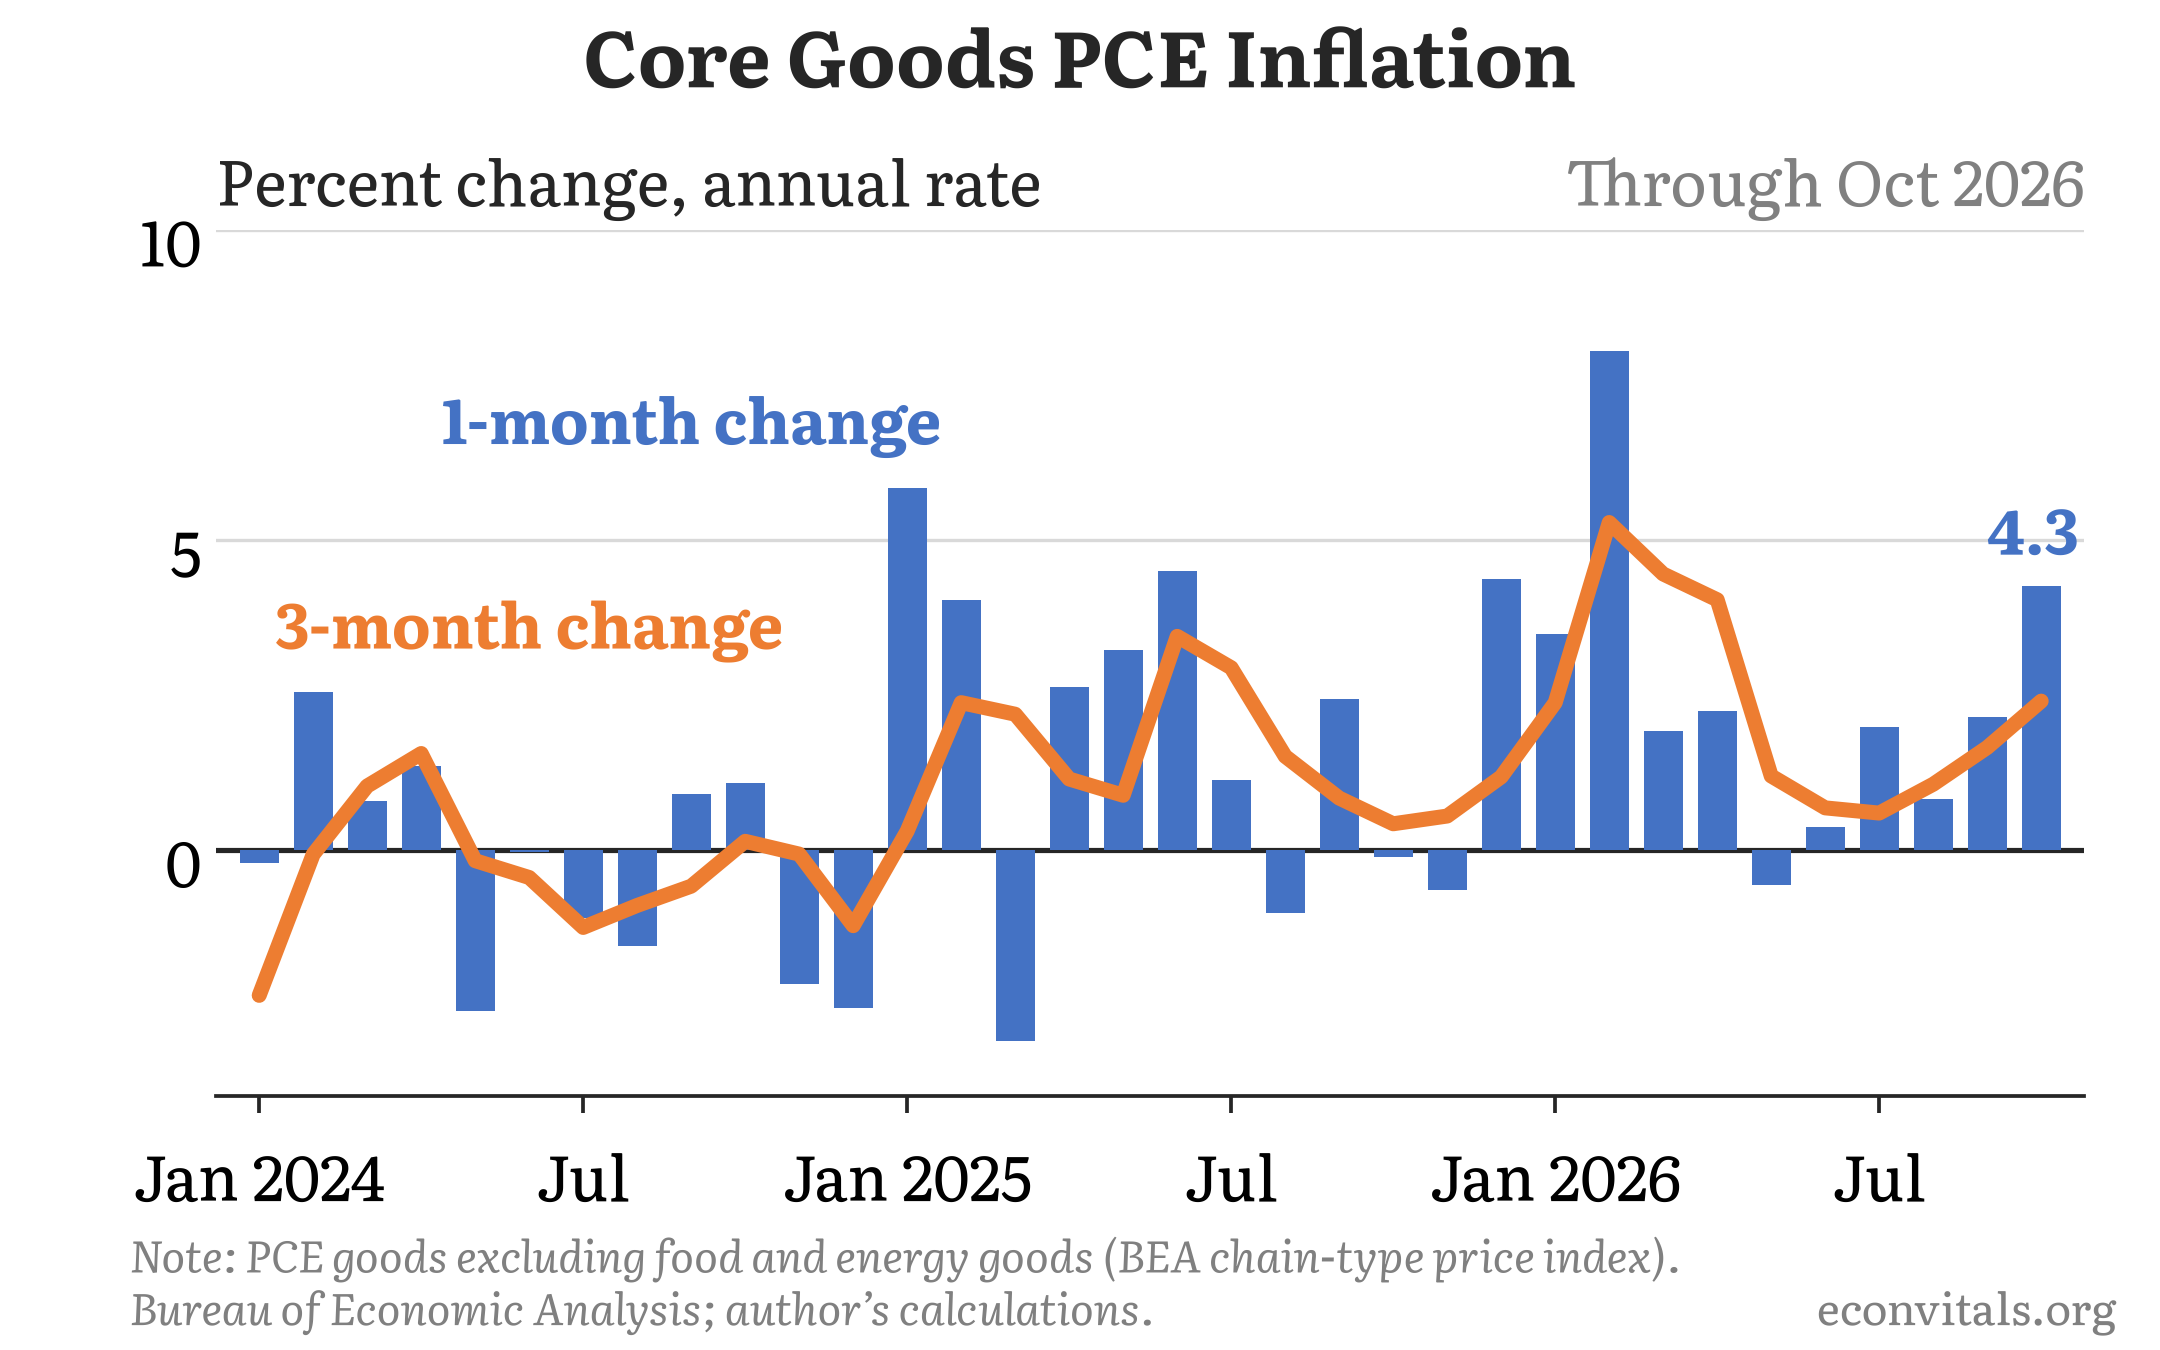 Core Goods PCE Inflation
Percent change, annual rate
Through Oct 2026
10
1-month change
5
4.3
3-month change
0
Jan 2024 Jul Jan 2025 Jul Jan 2026 Jul
Note: PCE goods excluding food and energy goods (BEA chain-type price index).
Bureau of Economic Analysis; author’s calculations.
econvitals.org